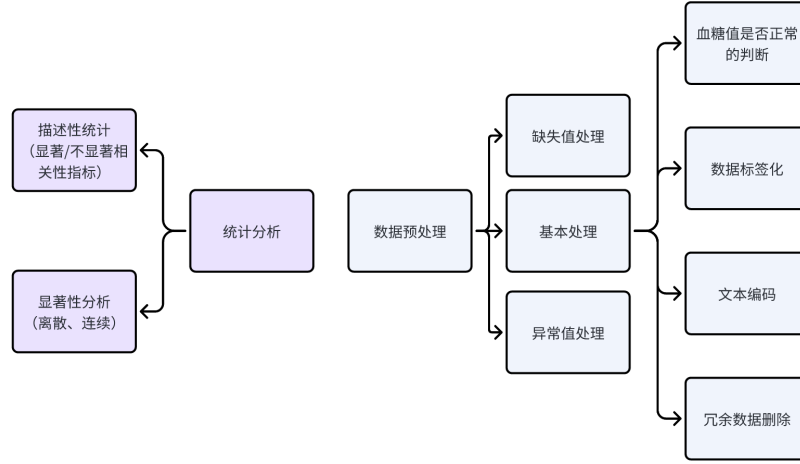 描述性统计
（显著/不显著相
关性指标）
显著性分析
（离散、连续）
统计分析
数据预处理
缺失值处理
基本处理
异常值处理
血糖值是否正常
的判断
数据标签化
文本编码
冗余数据删除